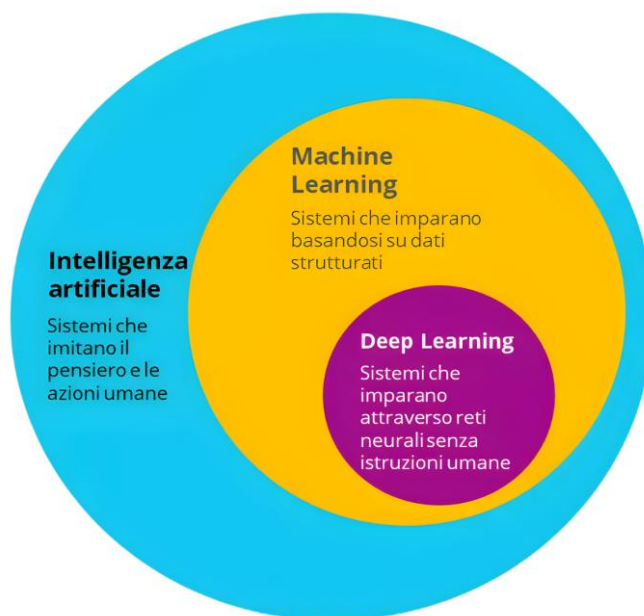 Machine
Learning
Sistemi che imparano
basandosi su dati
strutturati
Intelligenza
artificiale
Sistemi che
imitano il
pensiero e le
azioni umane
Deep Learning
Sistemi che
imparano
attraverso reti
neurali senza
istruzioni umane